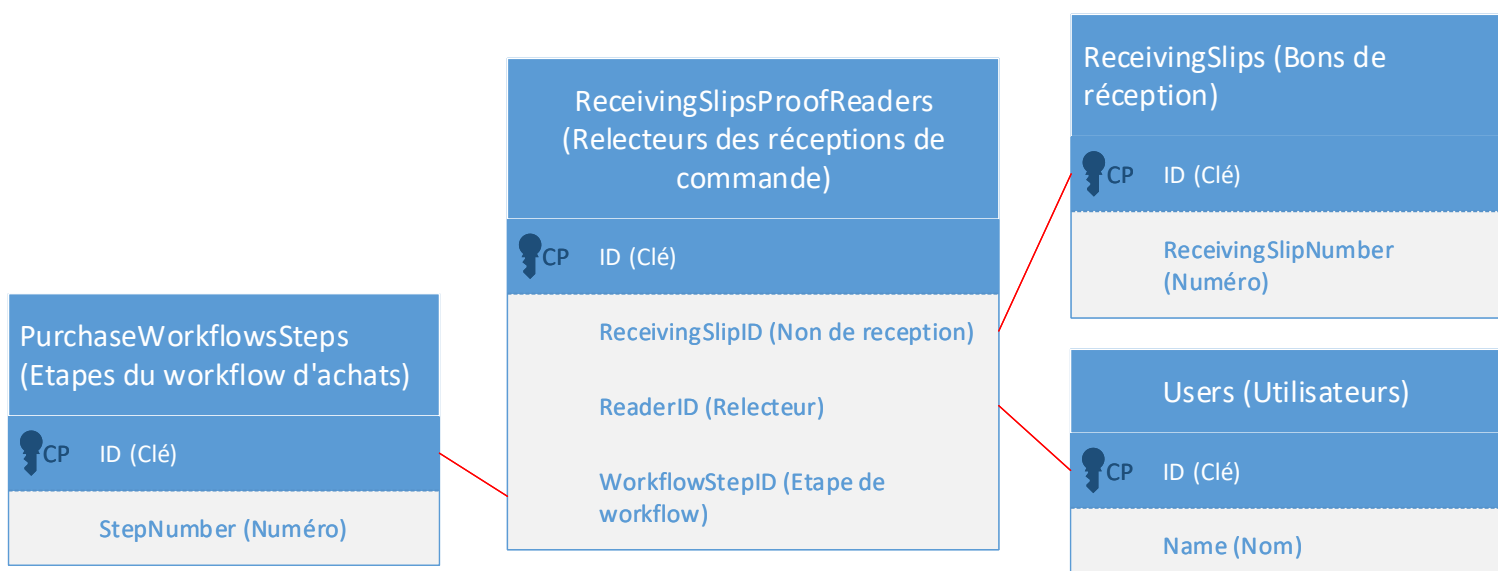 PurchaseWorkflowsSteps
(Etapes du workflow d'achats)
CP ID (Clé)
StepNumber (Numéro)
ReceivingSlipsProofReaders
(Relecteurs des réceptions de
commande)
CP ID (Clé)
ReceivingSlipID (Non de reception)
ReaderID (Relecteur)
WorkflowStepID (Etape de
workflow)
ReceivingSlips (Bons de
réception)
CP ID (Clé)
ReceivingSlipNumber
(Numéro)
Users (Utilisateurs)
CP ID (Clé)
Name (Nom)